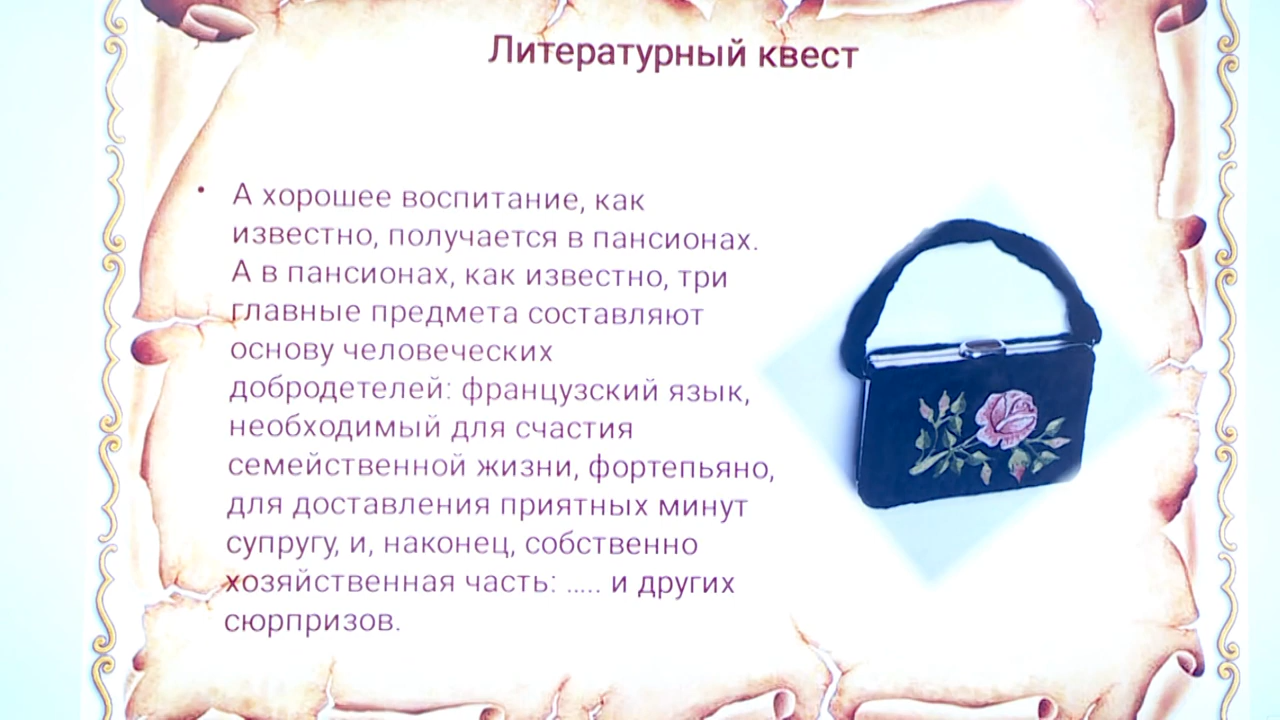 Литературный квест
• А хорошее воспитание, как
известно, получается в пансионах.
А в пансионах, как известно, три
главные предмета составляют
основу человеческих
добродетелей: французский язык,
необходимый для счастия
семейственной жизни, фортепьяно,
для доставления приятных минут
супругу, и, наконец, собственно
хозяйственная часть: ..... и других
сюрпризов.